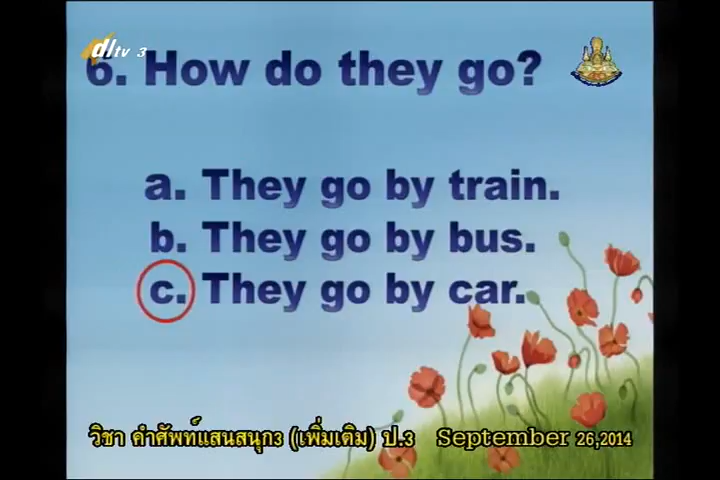 dltv 3
6. How do they go?
a. They go by train.
b. They go by bus.
c. They go by car.
วิชา คำศัพท์แสนสนุก3 (เพิ่มเติม) ป.3 September 26,2014